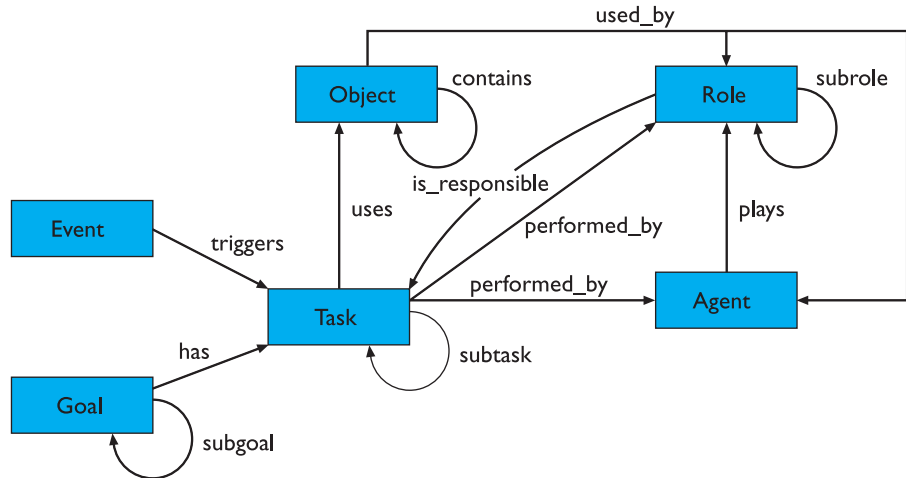 used_by
Object
contains
Role
subrole
is_responsible
uses
plays
Event
triggers
performed_by
performed_by
Task
Agent
has
subtask
Goal
subgoal